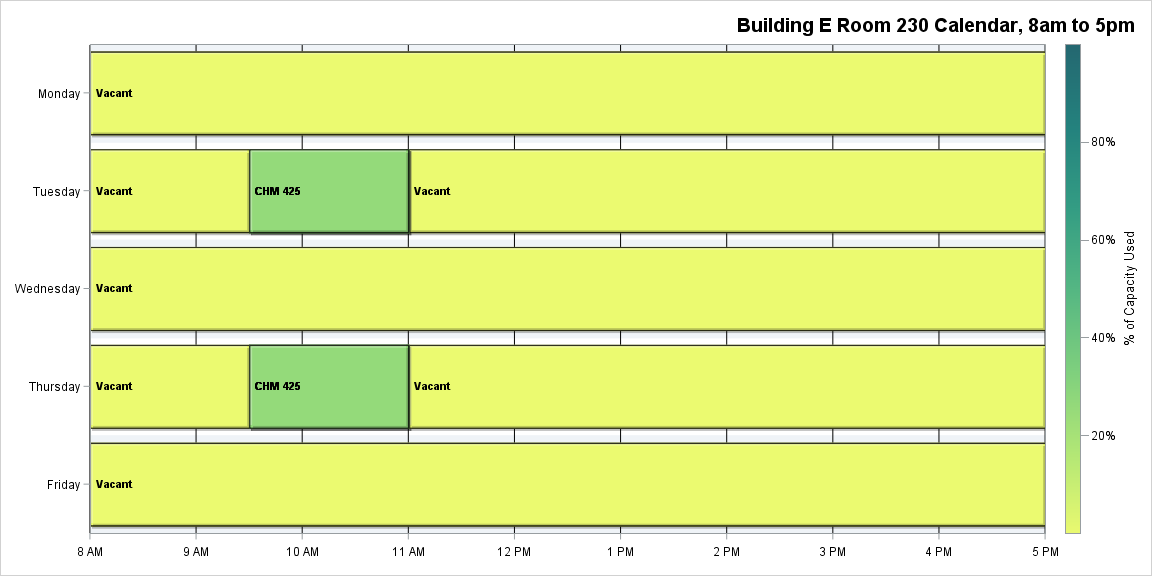 Building E Room 230 Calendar, 8am to 5pm
Monday
Vacant
Tuesday
Vacant
CHM 425
Vacant
Wednesday
Vacant
Thursday
Vacant
CHM 425
Vacant
Friday
Vacant
8 AM
9 AM
10 AM
11 AM
12 PM
1 PM
2 PM
3 PM
4 PM
5 PM
80%
60%
40%
20%
% of Capacity Used